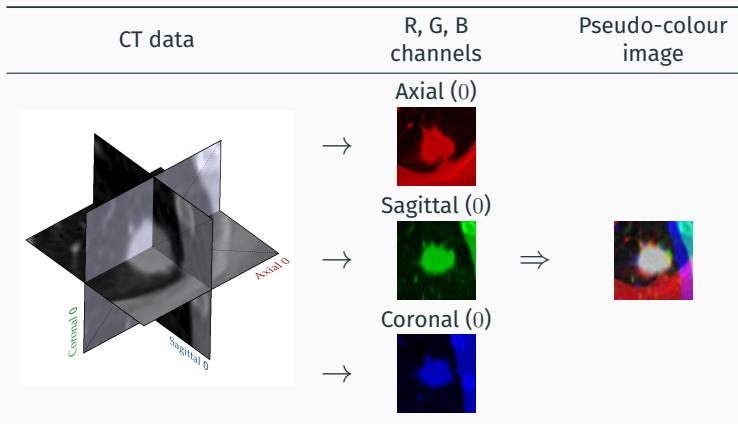 CT data
R, G, B
channels
Pseudo-colour
image
Axial (0)
→
Sagittal (0)
→
⇒
Coronal (0)
→
Axial 0
Coronal 0
Sagittal 0